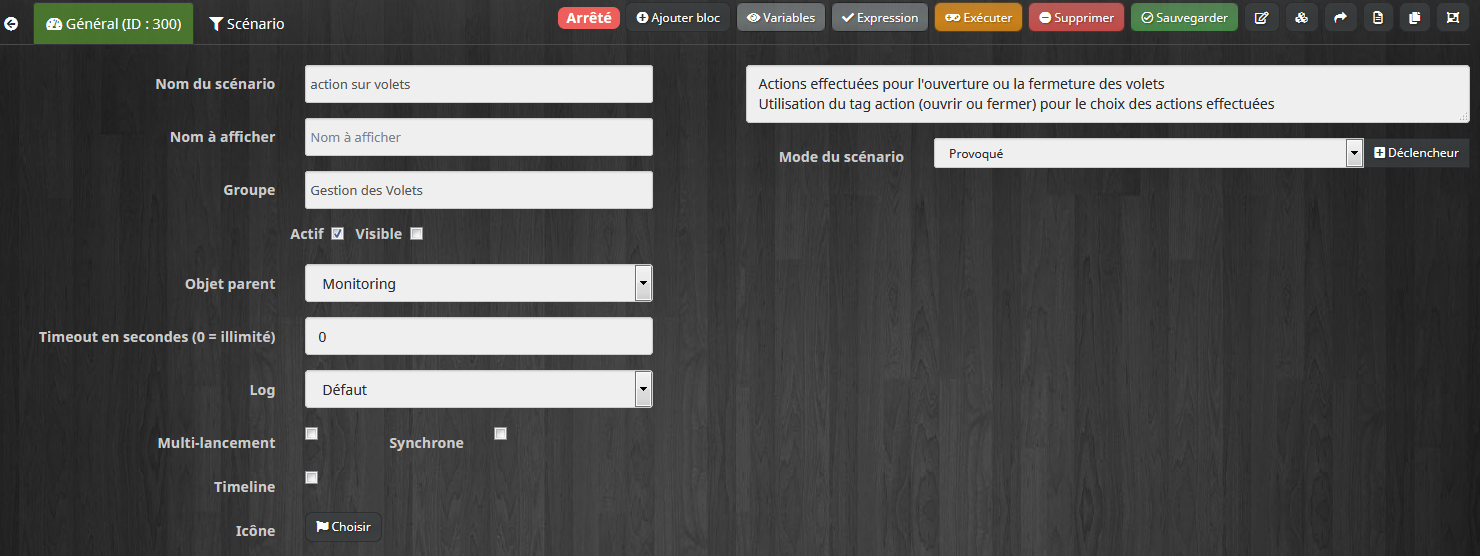 Général (ID : 300) Scénario Arrêté Ajouter bloc Variables Expression Exécuter Supprimer Sauvegarder
Nom du scénario action sur volets
Actions effectuées pour l'ouverture ou la fermeture des volets
Utilisation du tag action (ouvrir ou fermer) pour le choix des actions effectuées
Nom à afficher Nom à afficher
Mode du scénario Provoqué Déclencheur
Groupe Gestion des Volets
Actif Visible
Objet parent Monitoring
Timeout en secondes (0 = illimité) 0
Log Défaut
Multi-lancement Synchrone
Timeline
Icône Choisir